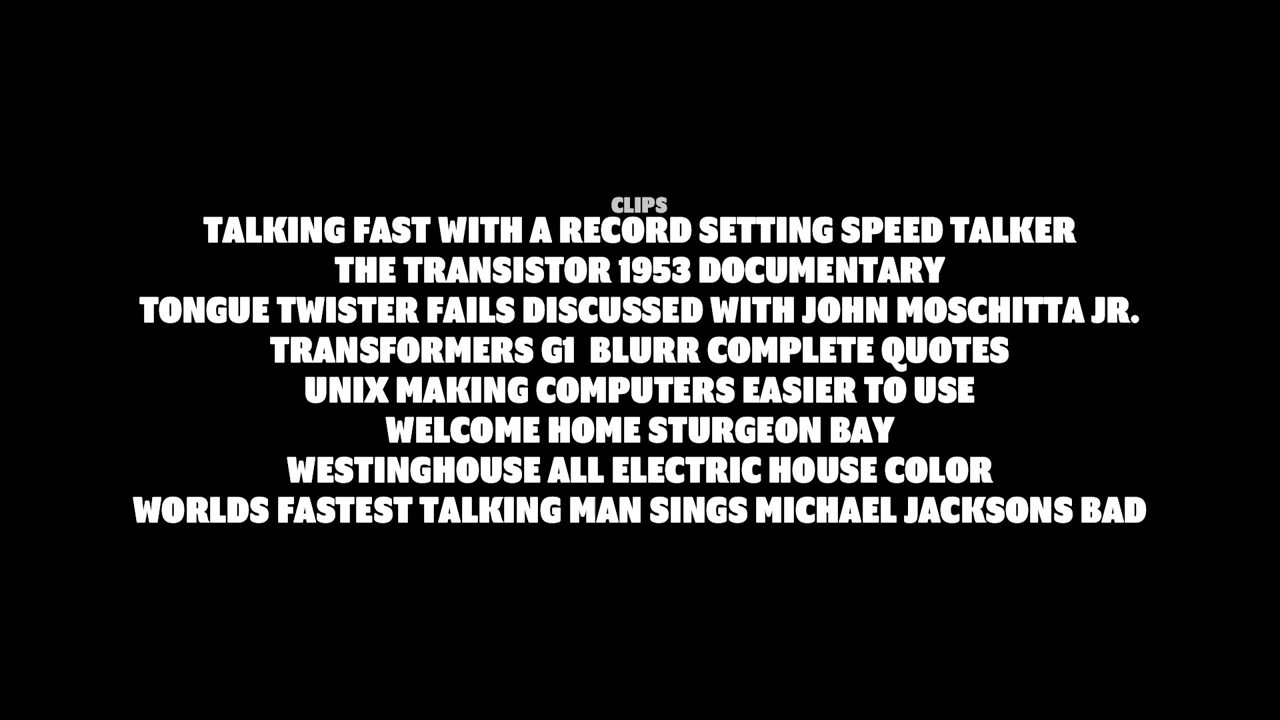 CLIPS
TALKING FAST WITH A RECORD SETTING SPEED TALKER
THE TRANSISTOR 1953 DOCUMENTARY
TONGUE TWISTER FAILS DISCUSSED WITH JOHN MOSCHITTA JR.
TRANSFORMERS G1 BLURR COMPLETE QUOTES
UNIX MAKING COMPUTERS EASIER TO USE
WELCOME HOME STURGEON BAY
WESTINGHOUSE ALL ELECTRIC HOUSE COLOR
WORLDS FASTEST TALKING MAN SINGS MICHAEL JACKSONS BAD